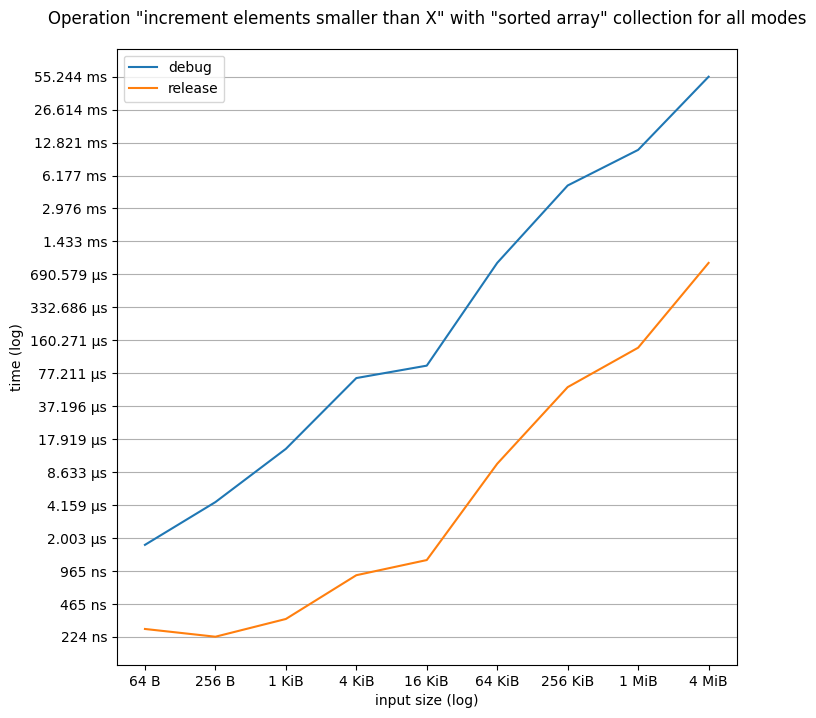 Operation "increment elements smaller than X" with "sorted array" collection for all modes
debug
release
55.244 ms
26.614 ms
12.821 ms
6.177 ms
2.976 ms
1.433 ms
690.579 µs
332.686 µs
160.271 µs
77.211 µs
37.196 µs
17.919 µs
8.633 µs
4.159 µs
2.003 µs
965 ns
465 ns
224 ns
time (log)
64 B
256 B
1 KiB
4 KiB
16 KiB
64 KiB
256 KiB
1 MiB
4 MiB
input size (log)